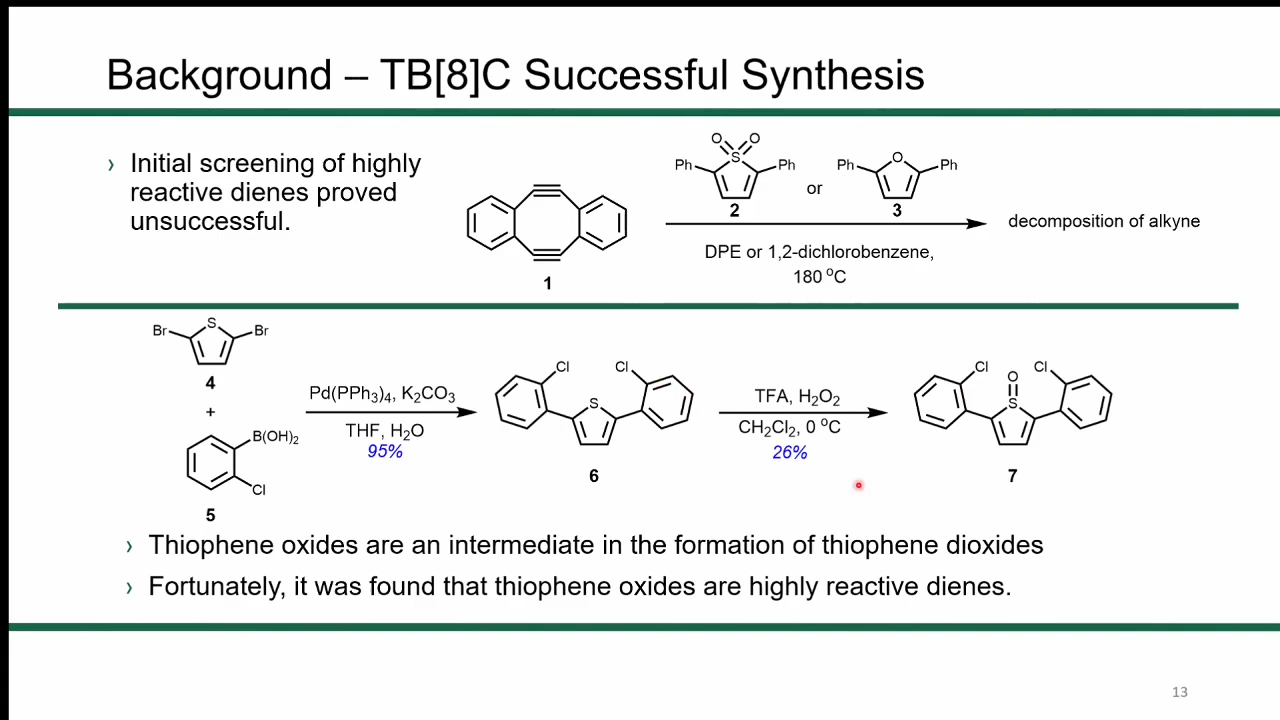 Background – TB[8]C Successful Synthesis
› Initial screening of highly
reactive dienes proved
unsuccessful.
1
O O
S
Ph Ph
2
or
O
Ph Ph
3
DPE or 1,2-dichlorobenzene,
180 °C
decomposition of alkyne
Br S Br
4
+
B(OH)₂
Cl
5
Pd(PPh₃)₄, K₂CO₃
THF, H₂O
95%
Cl Cl
S
6
TFA, H₂O₂
CH₂Cl₂, 0 °C
26%
Cl O Cl
S
7
› Thiophene oxides are an intermediate in the formation of thiophene dioxides
› Fortunately, it was found that thiophene oxides are highly reactive dienes.
13